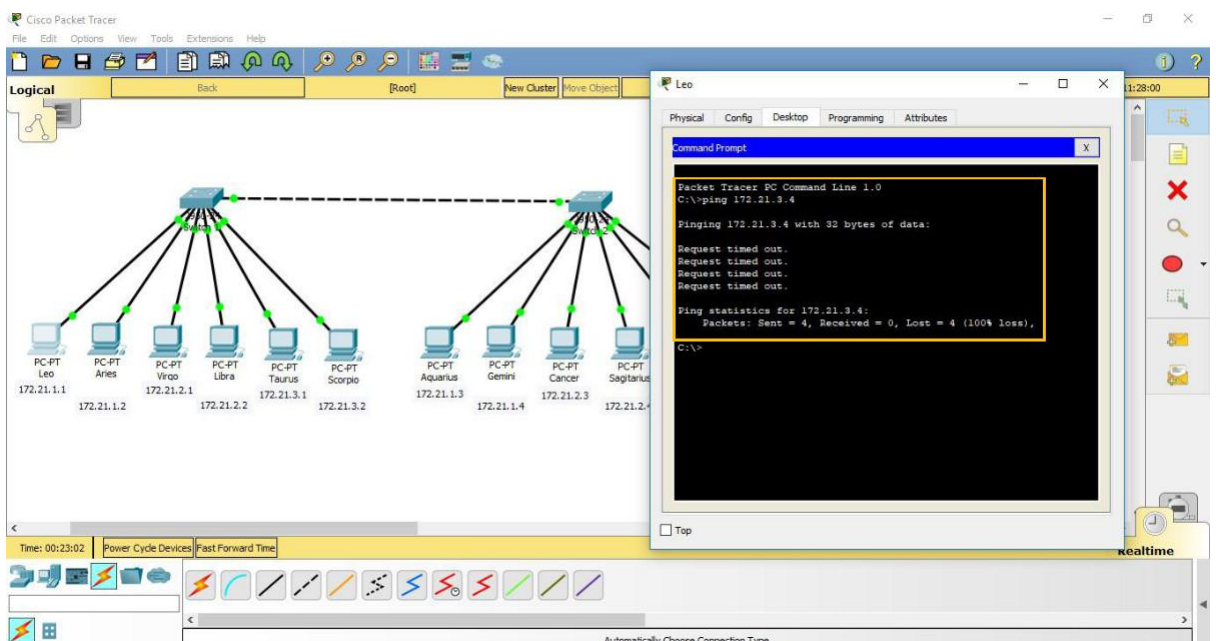 Cisco Packet Tracer
File Edit Options View Tools Extensions Help
Logical
Back
[Root]
New Cluster
Move Object
11:28:00
Leo
Physical Config Desktop Programming Attributes
Command Prompt
X
Packet Tracer PC Command Line 1.0
C:\>ping 172.21.3.4
Pinging 172.21.3.4 with 32 bytes of data:
Request timed out.
Request timed out.
Request timed out.
Request timed out.
Ping statistics for 172.21.3.4:
Packets: Sent = 4, Received = 0, Lost = 4 (100% loss),
C:\>
Top
PC-PT
Leo
172.21.1.1
PC-PT
Aries
172.21.1.2
PC-PT
Virgo
172.21.2.1
PC-PT
Libra
172.21.2.2
PC-PT
Taurus
172.21.3.1
PC-PT
Scorpio
172.21.3.2
PC-PT
Aquarius
172.21.1.3
PC-PT
Gemini
172.21.1.4
PC-PT
Cancer
172.21.2.3
PC-PT
Sagitarius
172.21.2.4
Time: 00:23:02
Power Cycle Devices
Fast Forward Time
Realtime
Automatically Choose Connection Type